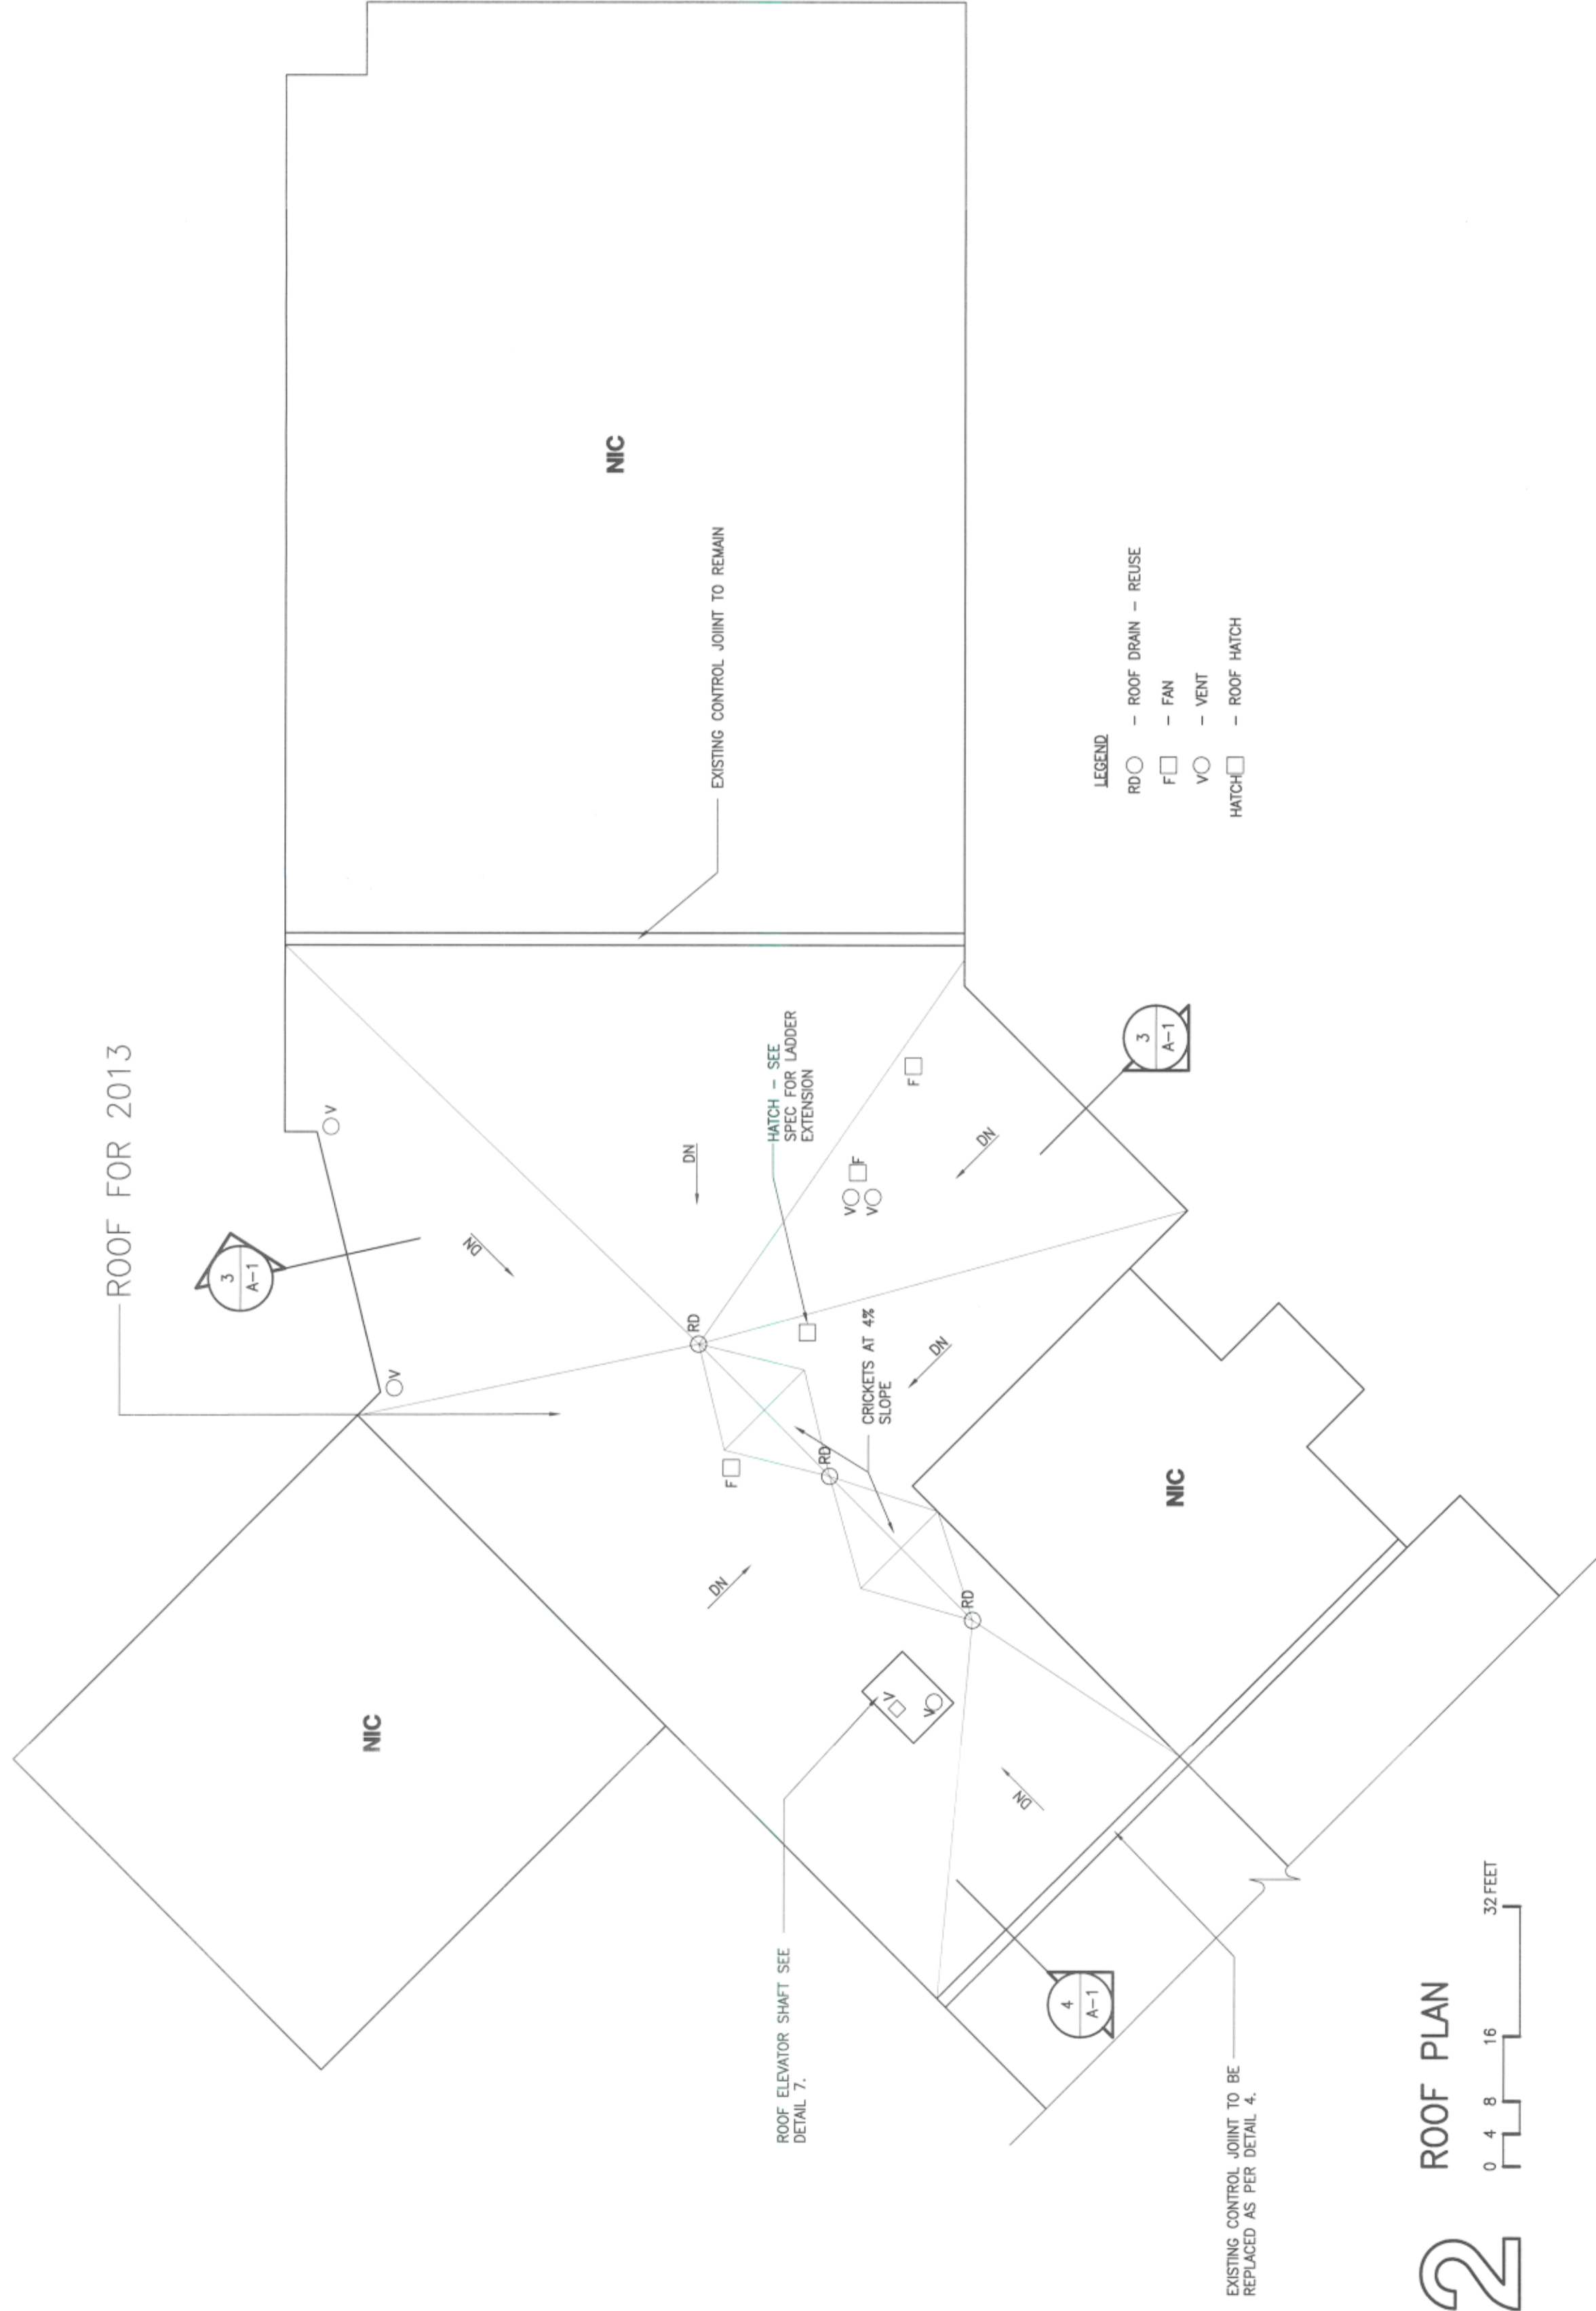 ROOF FOR 2013
3
A-1
V
V
DN
NIC
EXISTING CONTROL JOIINT TO REMAIN
DN
HATCH – SEE
SPEC FOR LADDER
EXTENSION
RD
F
V
V
F
DN
3
A-1
NIC
F
RD
CRICKETS AT 4%
SLOPE
DN
DN
RD
NIC
V
V
DN
ROOF ELEVATOR SHAFT SEE
DETAIL 7.
4
A-1
EXISTING CONTROL JOIINT TO BE
REPLACED AS PER DETAIL 4.
LEGEND
RD – ROOF DRAIN – REUSE
F – FAN
V – VENT
HATCH – ROOF HATCH
2 ROOF PLAN
0 4 8 16 32 FEET